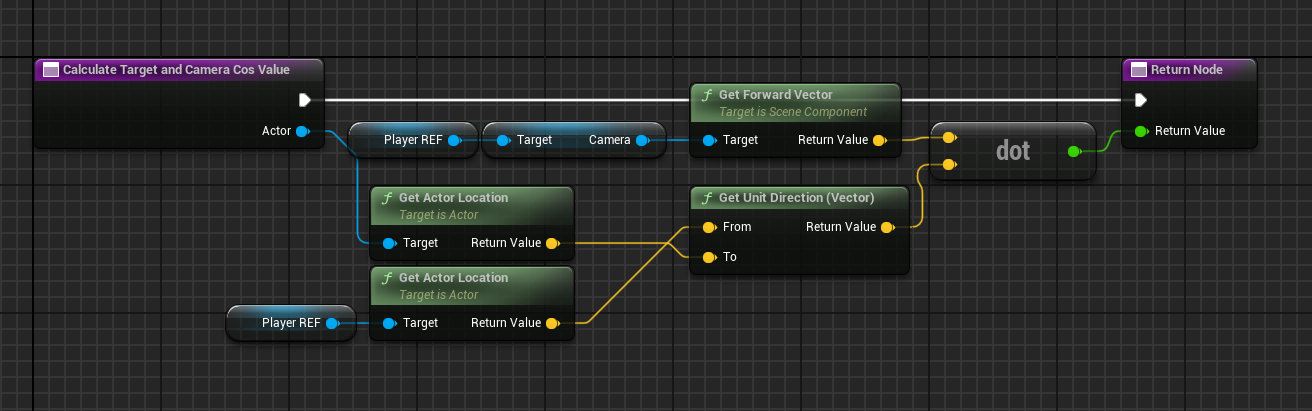 Calculate Target and Camera Cos Value
Actor
Player REF
Target Camera
Get Forward Vector
Target is Scene Component
Target Return Value
dot
Return Node
Return Value
Get Actor Location
Target is Actor
Target Return Value
Get Unit Direction (Vector)
From Return Value
To
Get Actor Location
Target is Actor
Player REF
Target Return Value